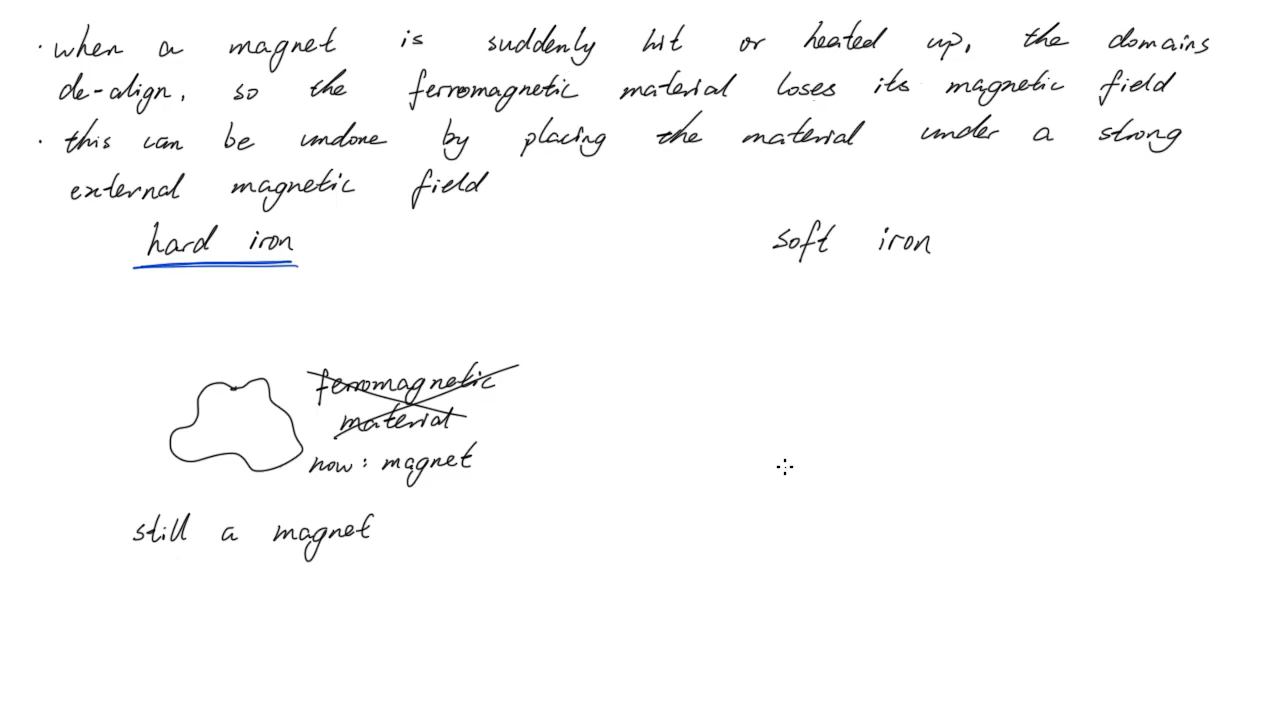 · when a magnet is suddenly hit or heated up, the domains
de-align, so the ferromagnetic material loses its magnetic field
· this can be undone by placing the material under a strong
external magnetic field
hard iron
soft iron
ferromagnetic
material
now: magnet
still a magnet